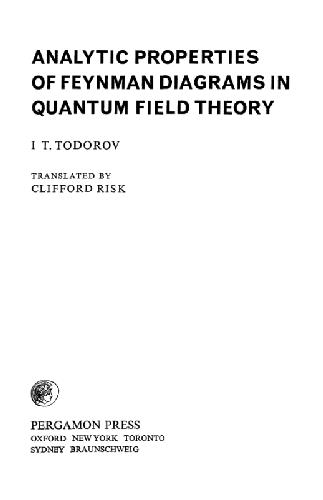 ANALYTIC PROPERTIES
OF FEYNMAN DIAGRAMS IN
QUANTUM FIELD THEORY
I T. TODOROV
TRANSLATED BY
CLIFFORD RISK
PERGAMON PRESS
OXFORD NEW YORK TORONTO
SYDNEY BRAUNSCHWEIG